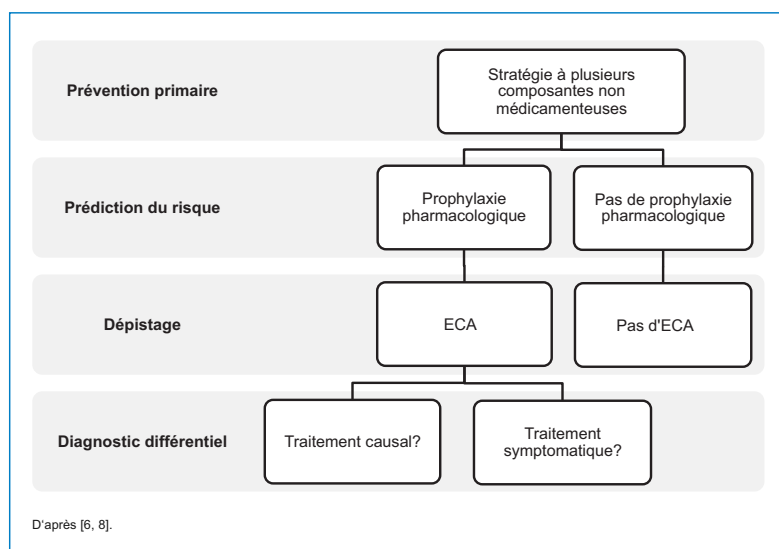 Prévention primaire
Stratégie à plusieurs
composantes non
médicamenteuses
Prédiction du risque
Prophylaxie
pharmacologique
Pas de prophylaxie
pharmacologique
Dépistage
ECA
Pas d'ECA
Diagnostic différentiel
Traitement causal?
Traitement
symptomatique?
D'après [6, 8].